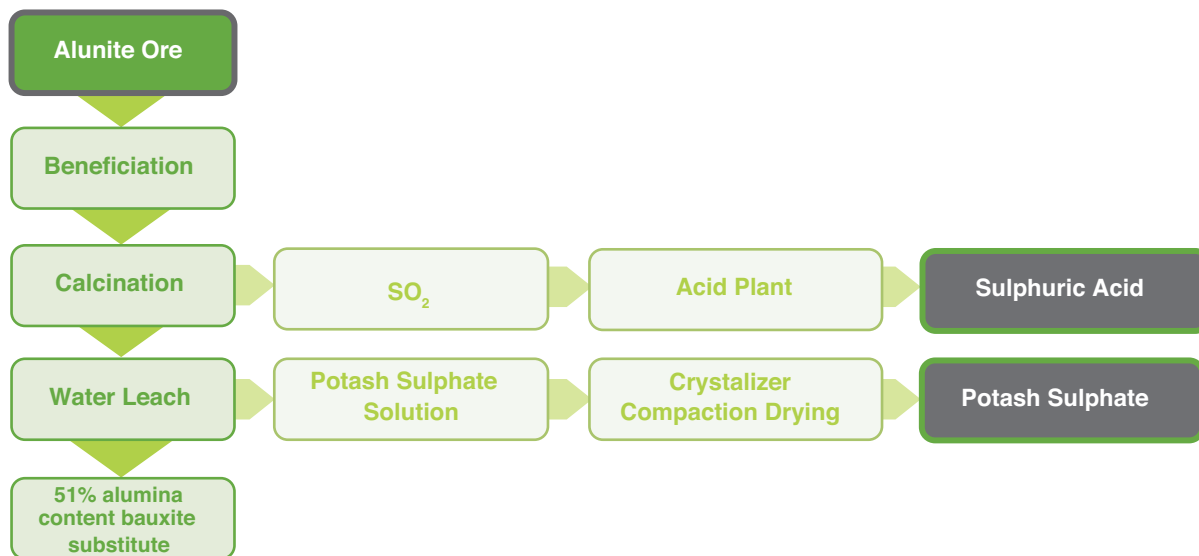 Alunite Ore
Beneficiation
Calcination
SO₂
Acid Plant
Sulphuric Acid
Water Leach
Potash Sulphate
Solution
Crystalizer
Compaction Drying
Potash Sulphate
51% alumina
content bauxite
substitute